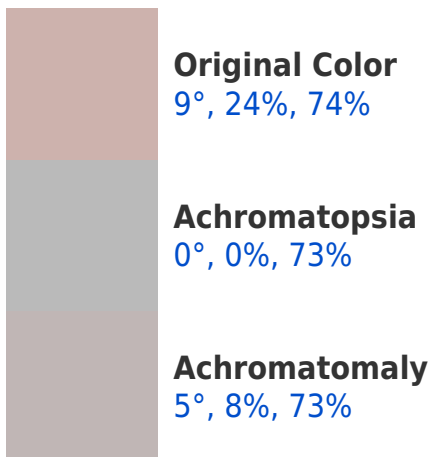 Original Color
9°, 24%, 74%
Achromatopsia
0°, 0%, 73%
Achromatomaly
5°, 8%, 73%